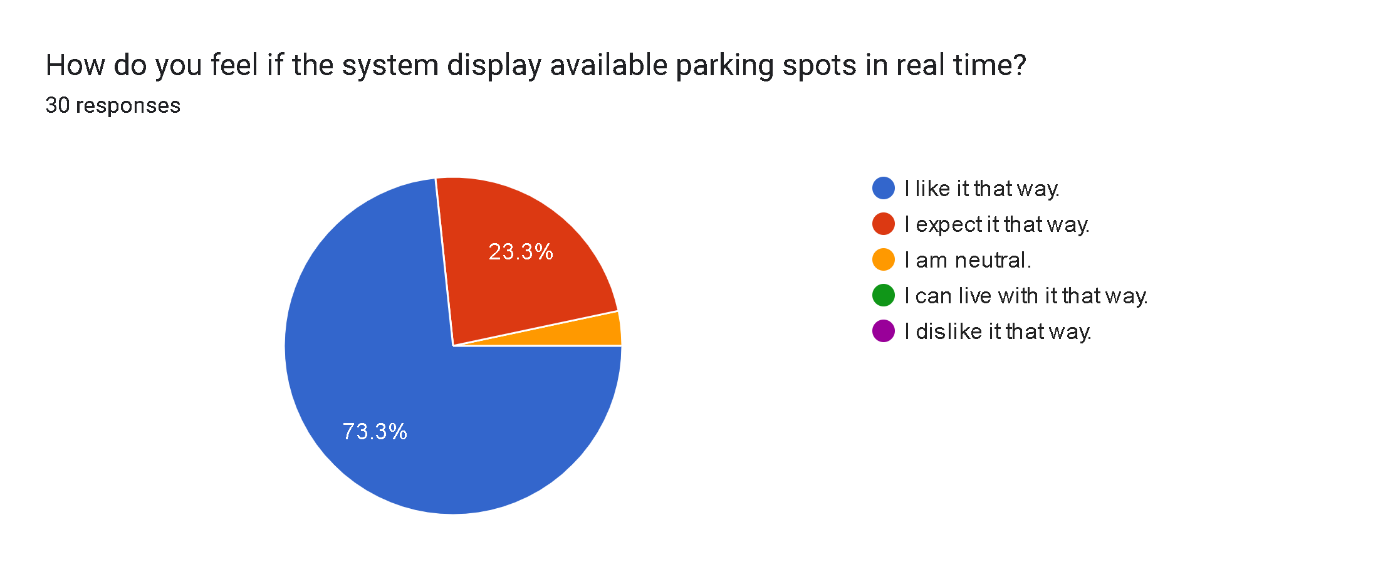 How do you feel if the system display available parking spots in real time?
30 responses
23.3%
73.3%
I like it that way.
I expect it that way.
I am neutral.
I can live with it that way.
I dislike it that way.